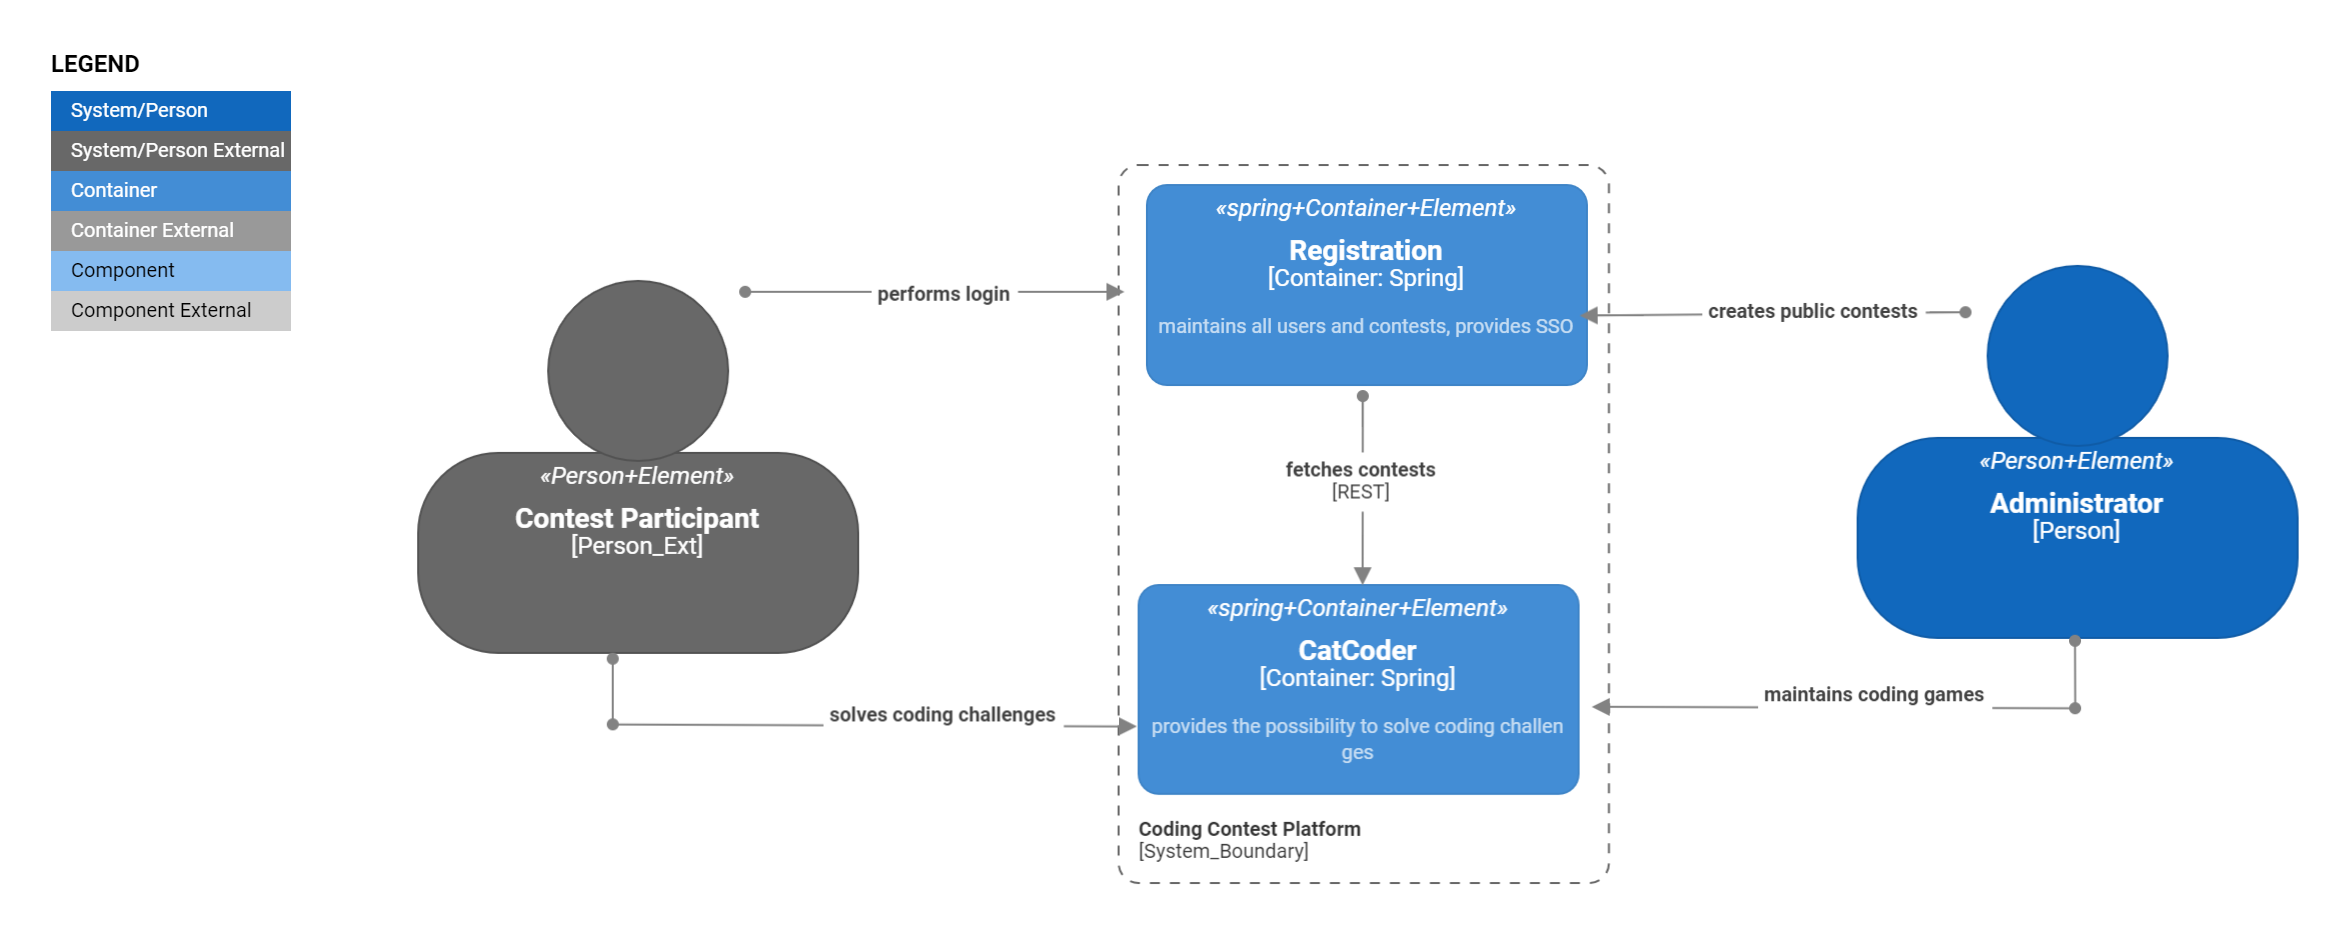 LEGEND
System/Person
System/Person External
Container
Container External
Component
Component External
«Person+Element»
Contest Participant
[Person_Ext]
performs login
solves coding challenges
«spring+Container+Element»
Registration
[Container: Spring]
maintains all users and contests, provides SSO
fetches contests
[REST]
«spring+Container+Element»
CatCoder
[Container: Spring]
provides the possibility to solve coding challen
ges
Coding Contest Platform
[System_Boundary]
creates public contests
«Person+Element»
Administrator
[Person]
maintains coding games